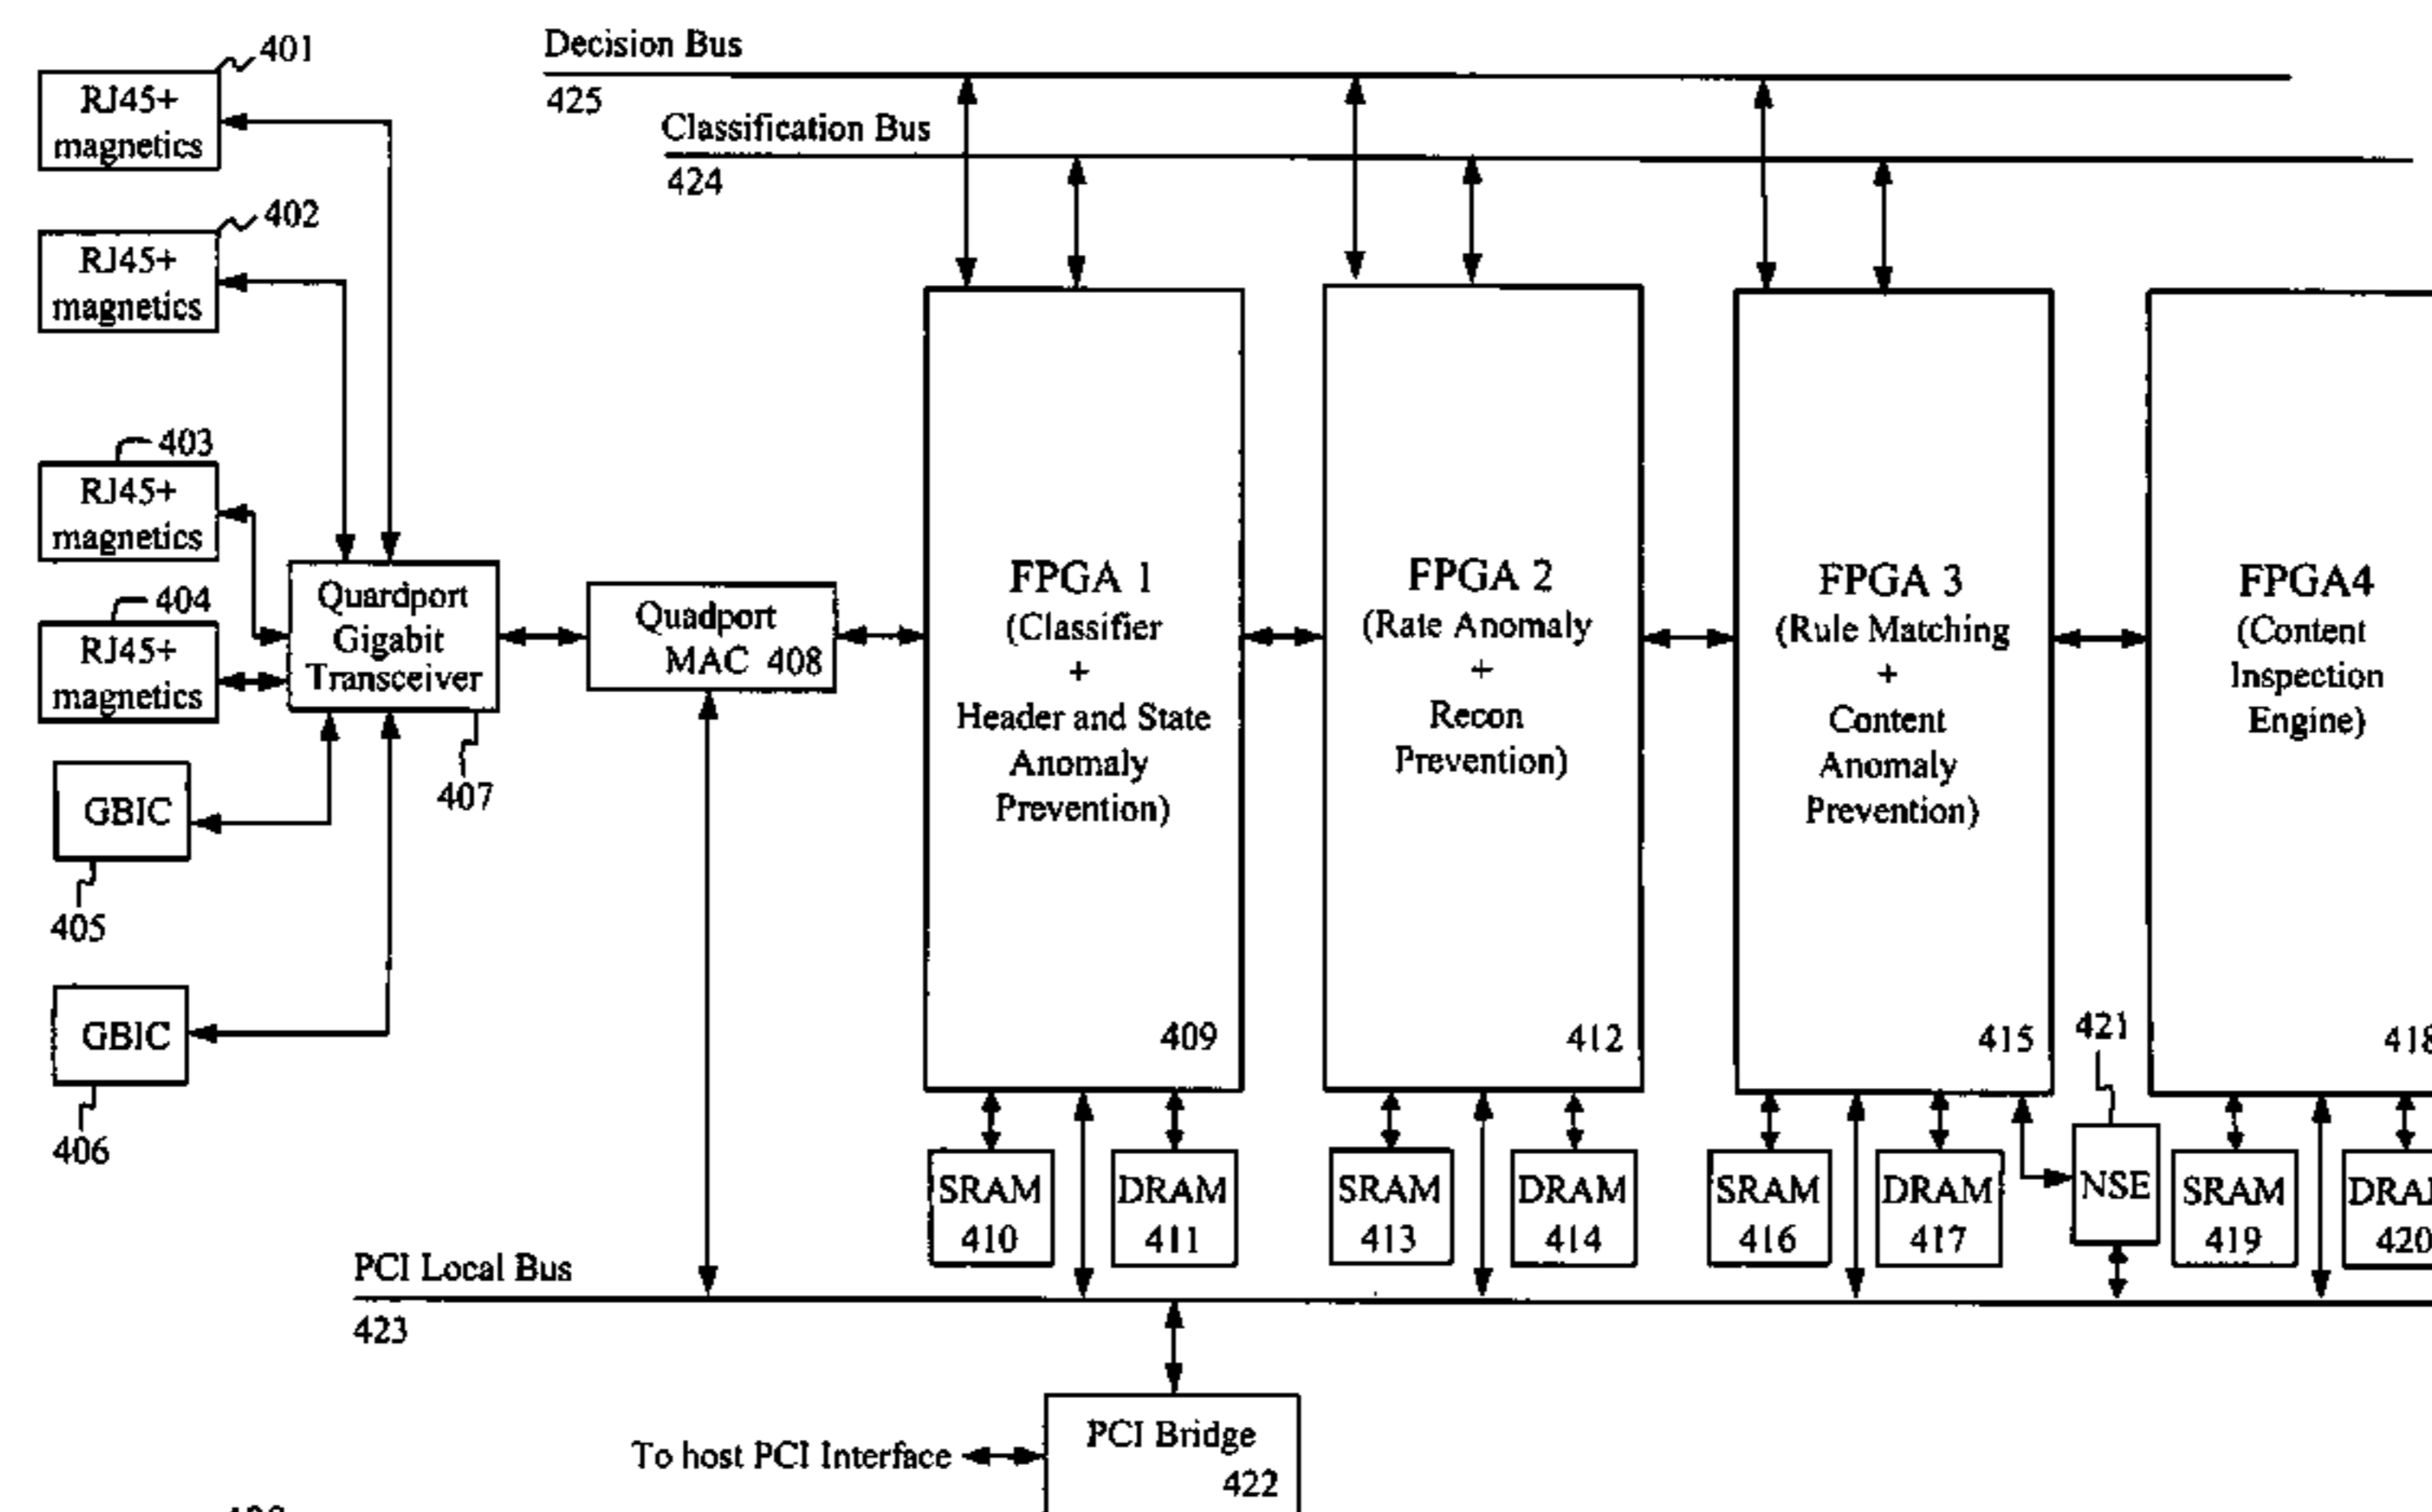 Decision Bus
425
Classification Bus
424
401
RJ45+
magnetics
402
RJ45+
magnetics
403
RJ45+
magnetics
404
RJ45+
magnetics
GBIC
405
GBIC
406
Quardport
Gigabit
Transceiver
407
Quadport
MAC 408
FPGA 1
(Classifier
+
Header and State
Anomaly
Prevention)
409
FPGA 2
(Rate Anomaly
+
Recon
Prevention)
412
FPGA 3
(Rule Matching
+
Content
Anomaly
Prevention)
415
FPGA4
(Content
Inspection
Engine)
418
421
SRAM
410
DRAM
411
SRAM
413
DRAM
414
SRAM
416
DRAM
417
NSE
SRAM
419
DRAM
420
PCI Local Bus
423
To host PCI Interface
PCI Bridge
422